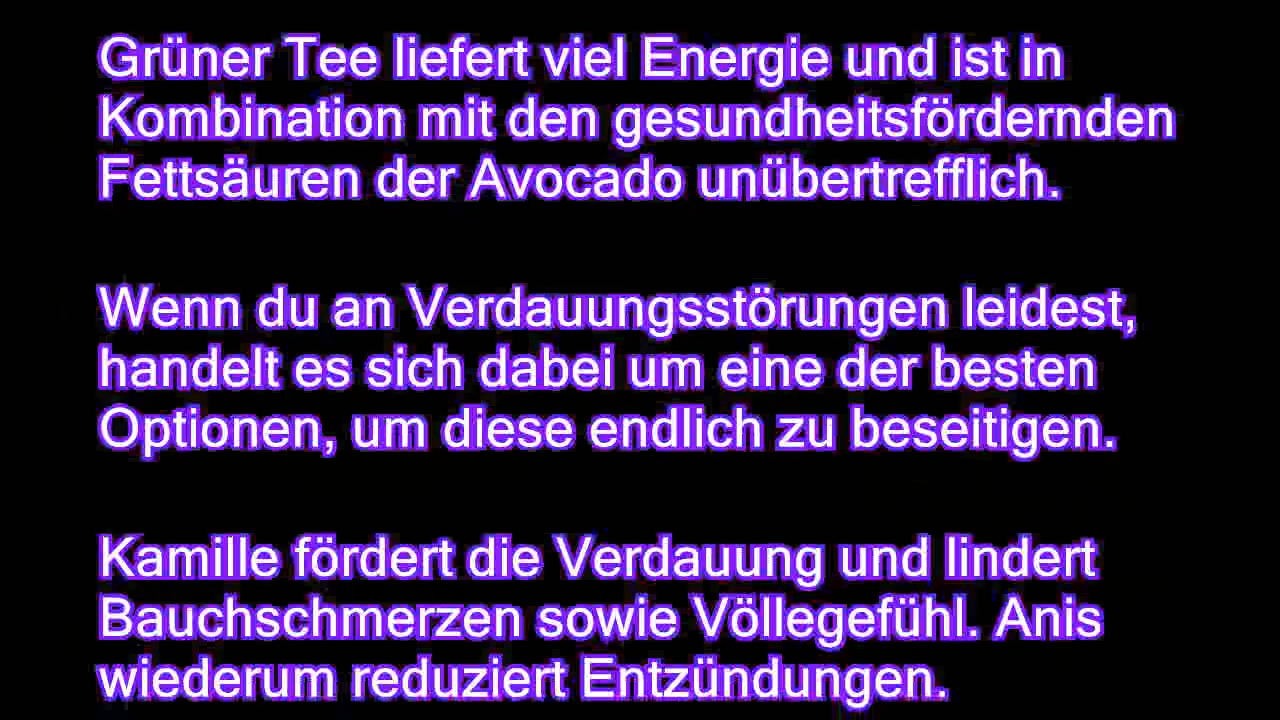 Grüner Tee liefert viel Energie und ist in
Kombination mit den gesundheitsfördernden
Fettsäuren der Avocado unübertrefflich.
Wenn du an Verdauungsstörungen leidest,
handelt es sich dabei um eine der besten
Optionen, um diese endlich zu beseitigen.
Kamille fördert die Verdauung und lindert
Bauchschmerzen sowie Völlegefühl. Anis
wiederum reduziert Entzündungen.